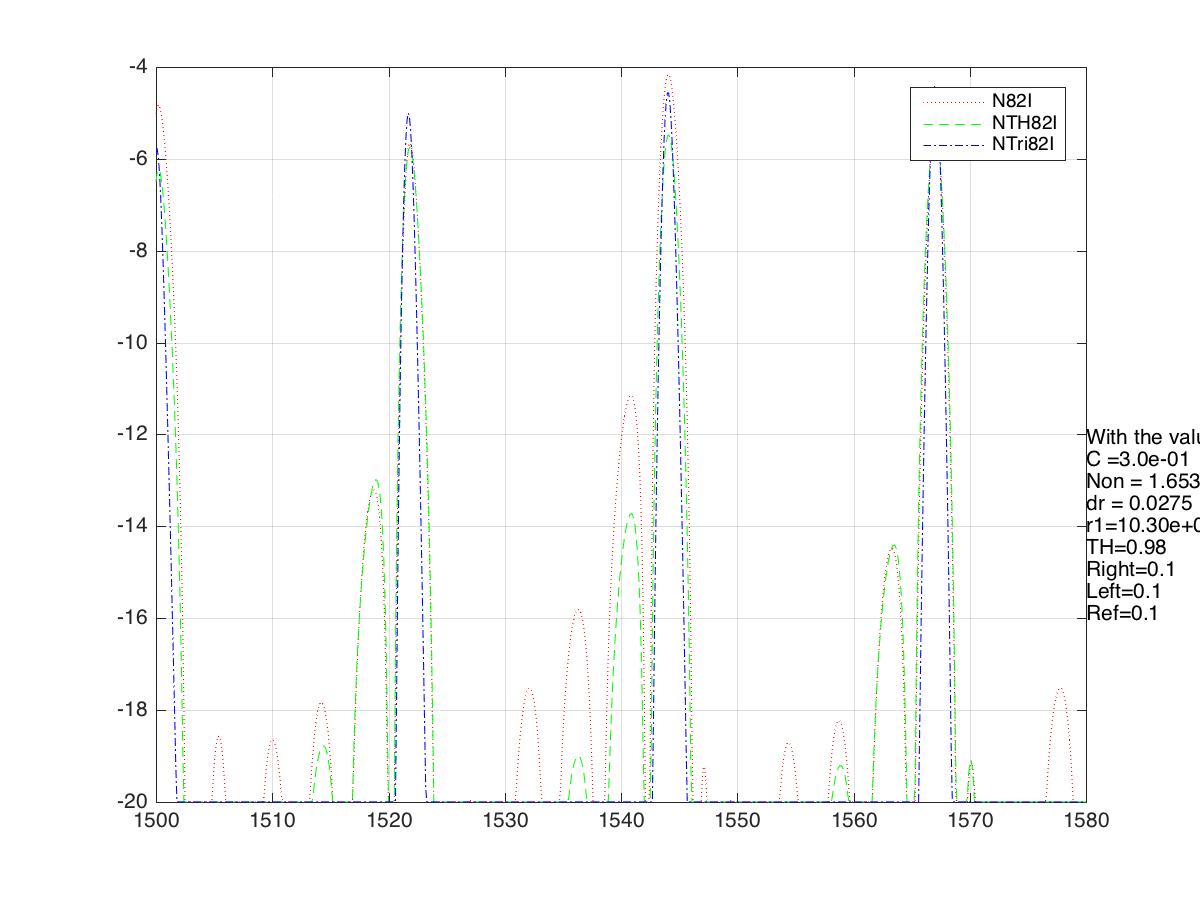 -4
-6
-8
-10
-12
-14
-16
-18
-20
1500
1510
1520
1530
1540
1550
1560
1570
1580
N82I
NTH82I
NTri82I
With the valu
C =3.0e-01
Non = 1.653
dr = 0.0275
r1=10.30e+0
TH=0.98
Right=0.1
Left=0.1
Ref=0.1